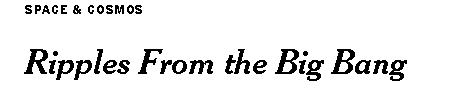 SPACE & COSMOS
Ripples From the Big Bang